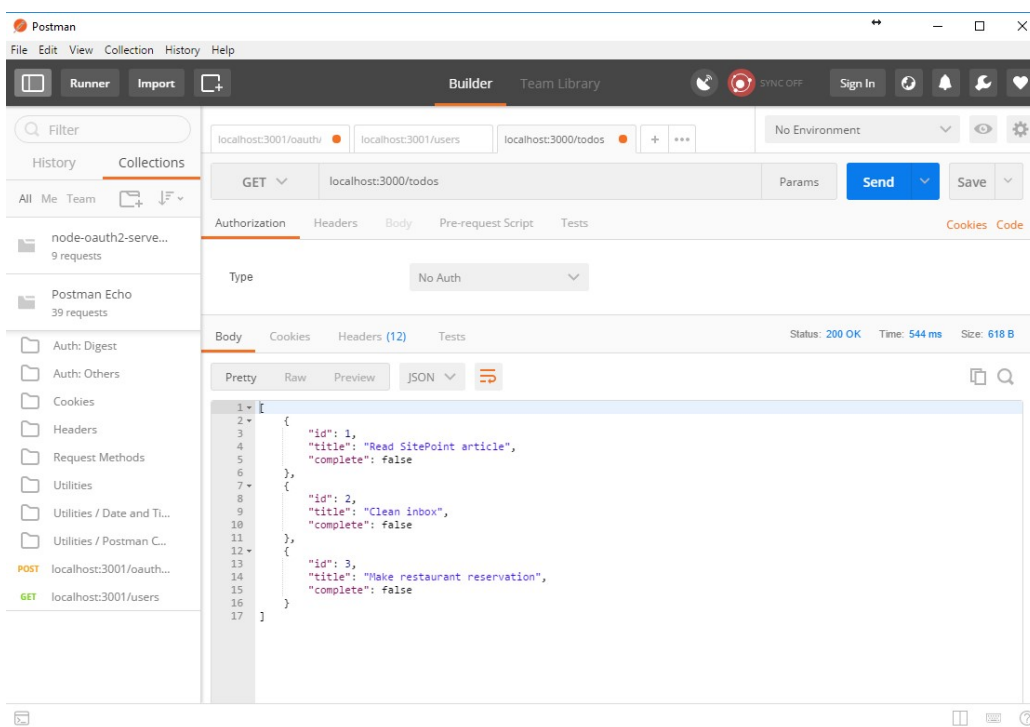 Postman
File Edit View Collection History Help
Runner Import Builder Team Library SYNC OFF Sign In
Filter
History Collections
All Me Team
node-oauth2-serve...
9 requests
Postman Echo
39 requests
Auth: Digest
Auth: Others
Cookies
Headers
Request Methods
Utilities
Utilities / Date and Ti...
Utilities / Postman C...
POST localhost:3001/oauth...
GET localhost:3001/users
localhost:3001/oauth/ localhost:3001/users localhost:3000/todos + ••• No Environment
GET localhost:3000/todos Params Send Save
Authorization Headers Body Pre-request Script Tests Cookies Code
Type No Auth
Body Cookies Headers (12) Tests Status: 200 OK Time: 544 ms Size: 618 B
Pretty Raw Preview JSON
1 [
2 {
3 "id": 1,
4 "title": "Read SitePoint article",
5 "complete": false
6 },
7 {
8 "id": 2,
9 "title": "Clean inbox",
10 "complete": false
11 },
12 {
13 "id": 3,
14 "title": "Make restaurant reservation",
15 "complete": false
16 }
17 ]